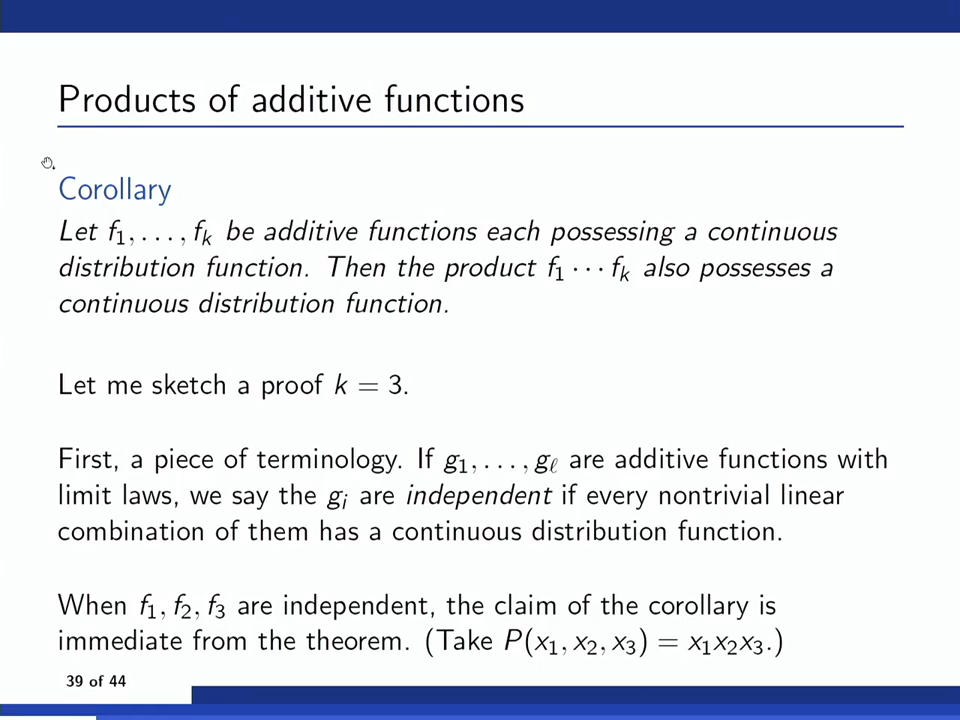 Products of additive functions
Corollary
Let f₁, . . . , fₖ be additive functions each possessing a continuous
distribution function. Then the product f₁ · · · fₖ also possesses a
continuous distribution function.
Let me sketch a proof k = 3.
First, a piece of terminology. If g₁, . . . , g_ℓ are additive functions with
limit laws, we say the gᵢ are independent if every nontrivial linear
combination of them has a continuous distribution function.
When f₁, f₂, f₃ are independent, the claim of the corollary is
immediate from the theorem. (Take P(x₁, x₂, x₃) = x₁x₂x₃.)
39 of 44